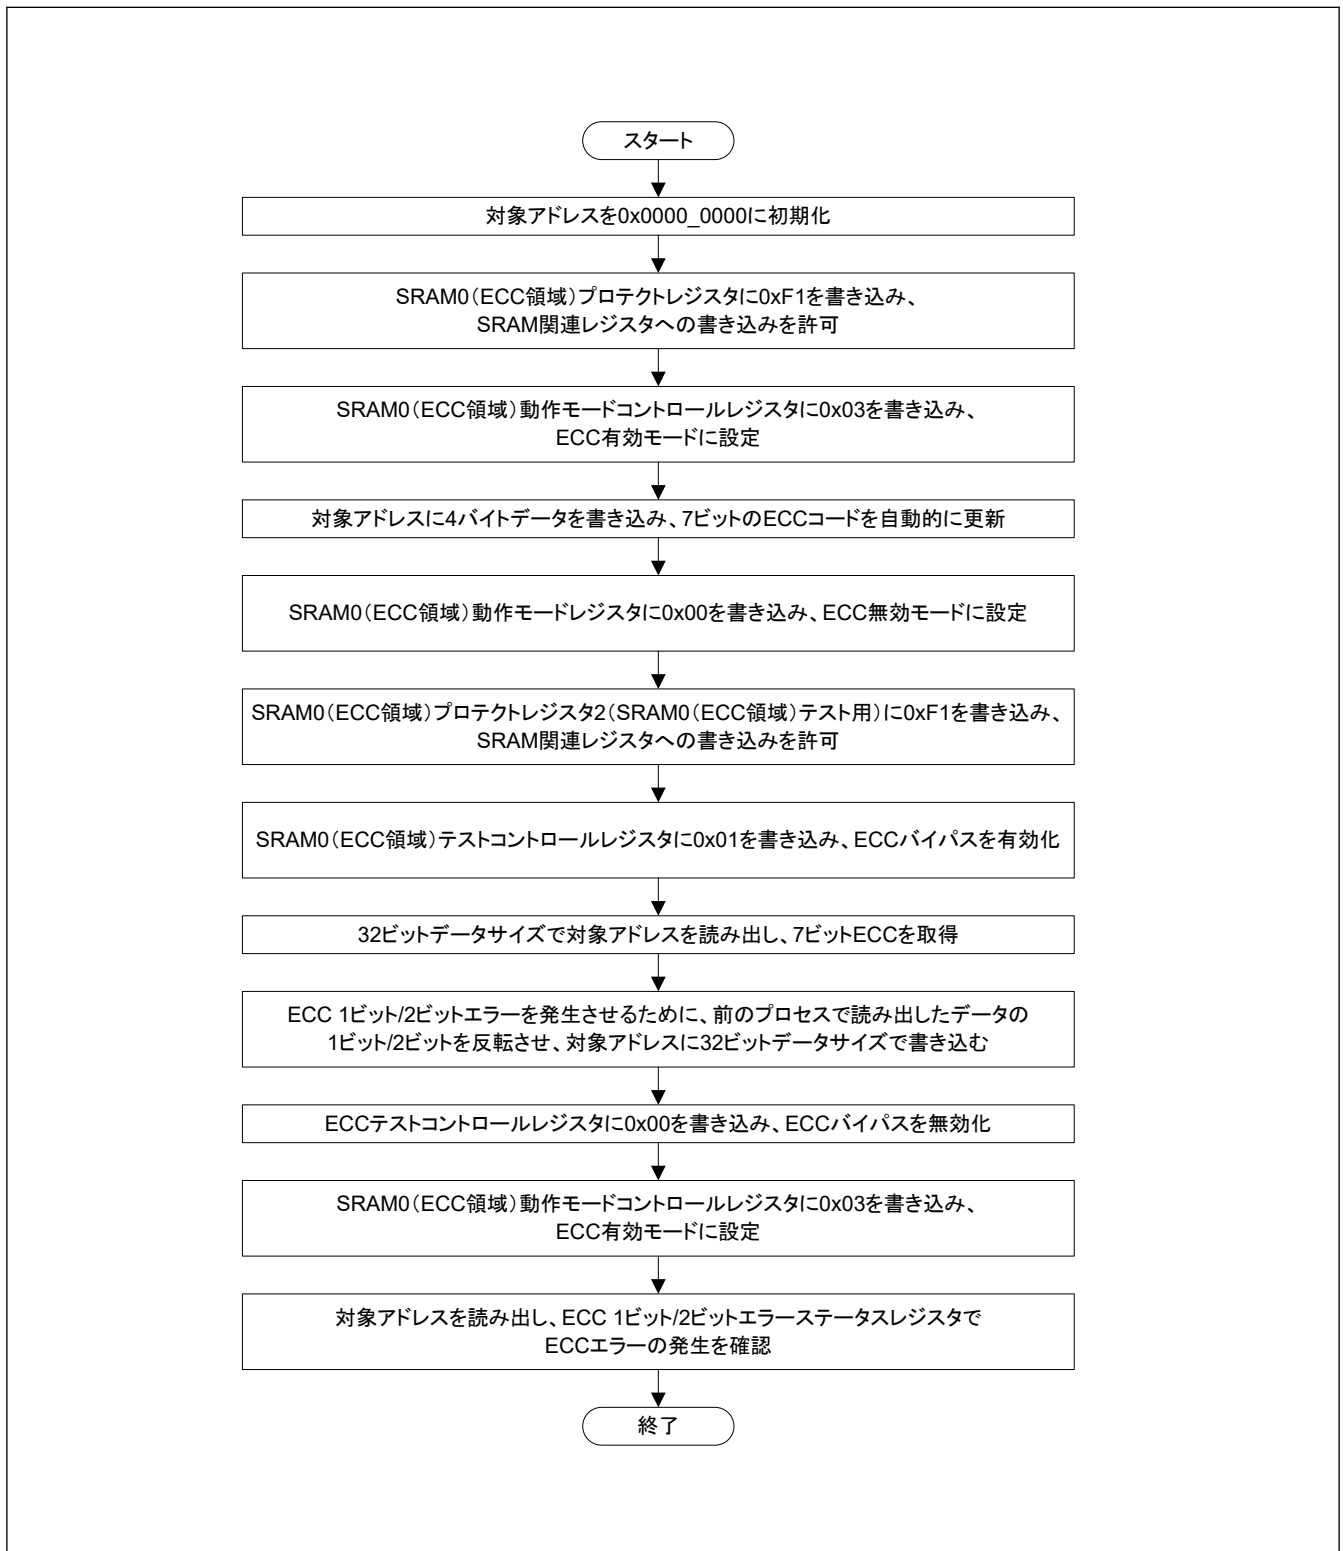 スタート
対象アドレスを0x0000_0000に初期化
SRAM0（ECC領域）プロテクトレジスタに0xF1を書き込み、
SRAM関連レジスタへの書き込みを許可
SRAM0（ECC領域）動作モードコントロールレジスタに0x03を書き込み、
ECC有効モードに設定
対象アドレスに4バイトデータを書き込み、7ビットのECCコードを自動的に更新
SRAM0（ECC領域）動作モードレジスタに0x00を書き込み、ECC無効モードに設定
SRAM0（ECC領域）プロテクトレジスタ2（SRAM0（ECC領域）テスト用）に0xF1を書き込み、
SRAM関連レジスタへの書き込みを許可
SRAM0（ECC領域）テストコントロールレジスタに0x01を書き込み、ECCバイパスを有効化
32ビットデータサイズで対象アドレスを読み出し、7ビットECCを取得
ECC 1ビット/2ビットエラーを発生させるために、前のプロセスで読み出したデータの
1ビット/2ビットを反転させ、対象アドレスに32ビットデータサイズで書き込む
ECCテストコントロールレジスタに0x00を書き込み、ECCバイパスを無効化
SRAM0（ECC領域）動作モードコントロールレジスタに0x03を書き込み、
ECC有効モードに設定
対象アドレスを読み出し、ECC 1ビット/2ビットエラーステータスレジスタで
ECCエラーの発生を確認
終了